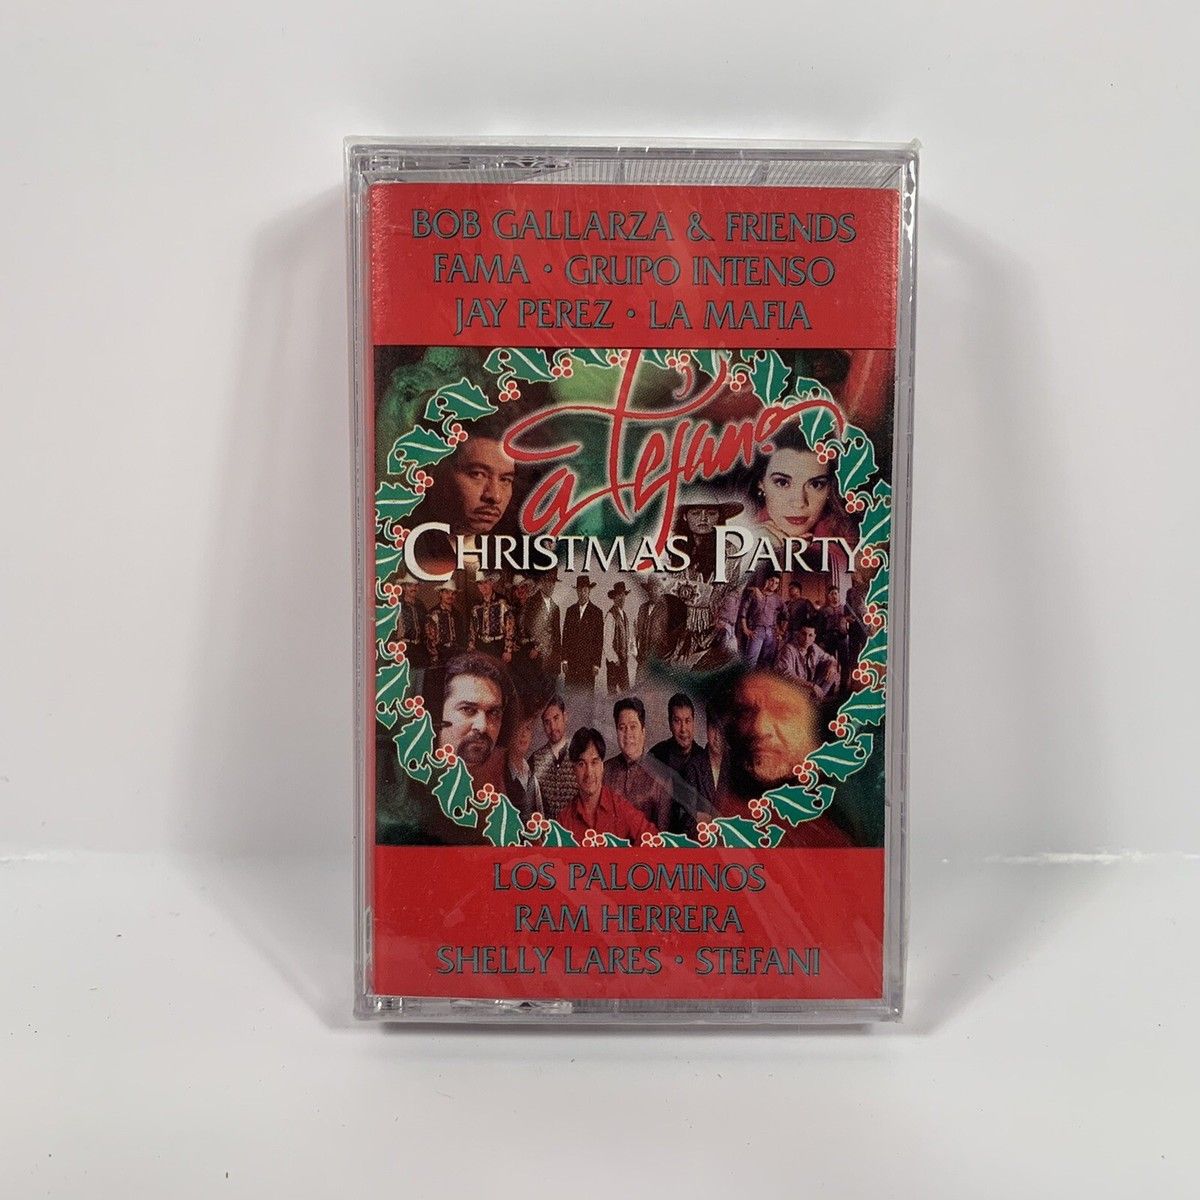 BOB GALLARZA & FRIENDS
FAMA • GRUPO INTENSO
JAY PEREZ • LA MAFIA
a Tejano
CHRISTMAS PARTY
LOS PALOMINOS
RAM HERRERA
SHELLY LARES • STEFANI